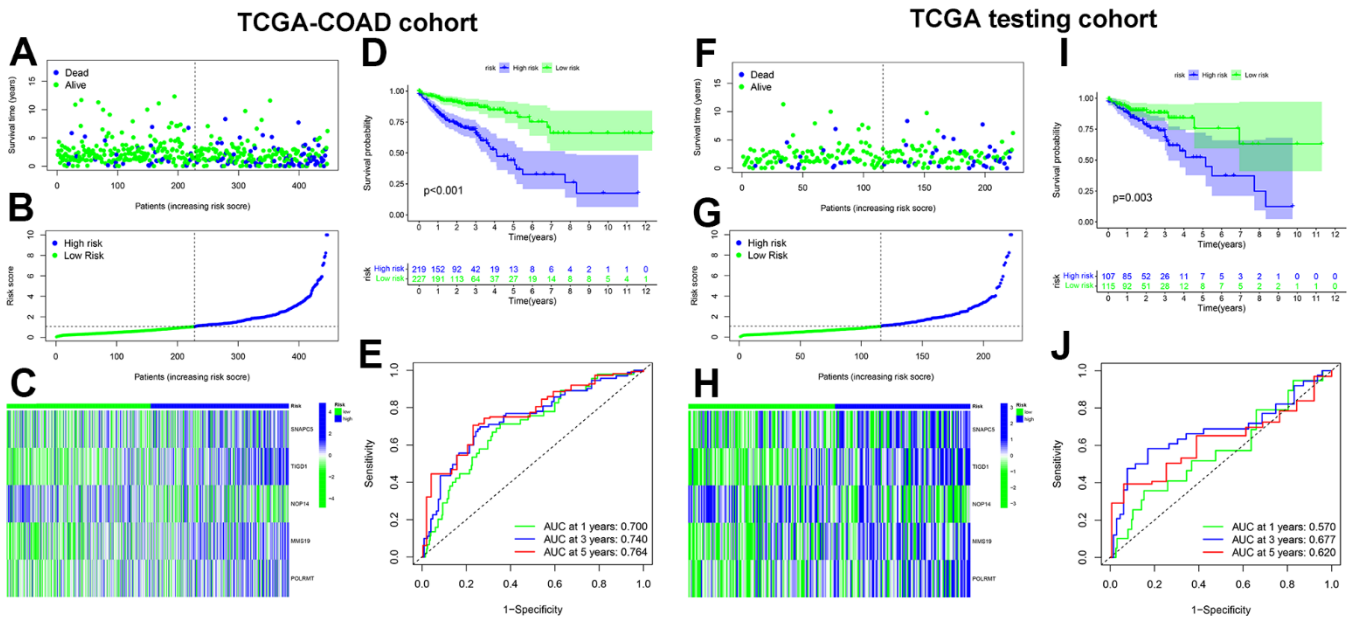 TCGA-COAD cohort
TCGA testing cohort
A
Dead
Alive
Survival time (years)
15
10
5
0
0 100 200 300 400
Patients (increasing risk socre)
B
High risk
Low Risk
Risk score
10
8
6
4
2
0
0 100 200 300 400
Patients (increasing risk socre)
C
Risk
SNAPC5
TIGD1
NOP14
MMS19
POLRMT
4
2
0
−2
−4
Risk
low
high
D
risk High risk Low risk
Survival probability
1.00
0.75
0.50
0.25
0.00
p<0.001
0 1 2 3 4 5 6 7 8 9 10 11 12
Time(years)
risk
High risk 219 152 92 42 19 13 8 6 4 2 1 1 0
Low risk 227 191 113 64 37 27 19 14 8 8 5 4 1
0 1 2 3 4 5 6 7 8 9 10 11 12
Time(years)
E
Sensitivity
1.0
0.8
0.6
0.4
0.2
0.0
AUC at 1 years: 0.700
AUC at 3 years: 0.740
AUC at 5 years: 0.764
0.0 0.2 0.4 0.6 0.8 1.0
1−Specificity
F
Dead
Alive
Survival time (years)
15
10
5
0
0 50 100 150 200
Patients (increasing risk socre)
G
High risk
Low Risk
Risk score
10
8
6
4
2
0
0 50 100 150 200
Patients (increasing risk socre)
H
Risk
SNAPC5
TIGD1
NOP14
MMS19
POLRMT
3
2
1
0
−1
−2
−3
Risk
low
high
I
risk High risk Low risk
Survival probability
1.00
0.75
0.50
0.25
0.00
p=0.003
0 1 2 3 4 5 6 7 8 9 10 11 12
Time(years)
risk
High risk 107 85 52 26 11 7 5 3 2 1 0 0 0
Low risk 115 92 51 28 12 8 7 5 2 2 1 1 0
0 1 2 3 4 5 6 7 8 9 10 11 12
Time(years)
J
Sensitivity
1.0
0.8
0.6
0.4
0.2
0.0
AUC at 1 years: 0.570
AUC at 3 years: 0.677
AUC at 5 years: 0.620
0.0 0.2 0.4 0.6 0.8 1.0
1−Specificity